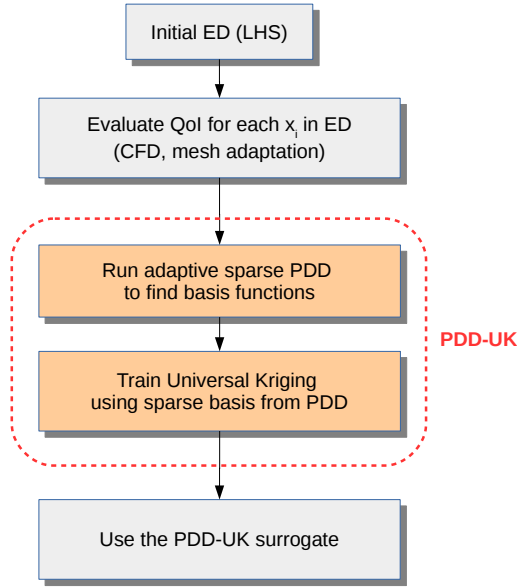 Initial ED (LHS)
Evaluate QoI for each xi in ED
(CFD, mesh adaptation)
Run adaptive sparse PDD
to find basis functions
PDD-UK
Train Universal Kriging
using sparse basis from PDD
Use the PDD-UK surrogate